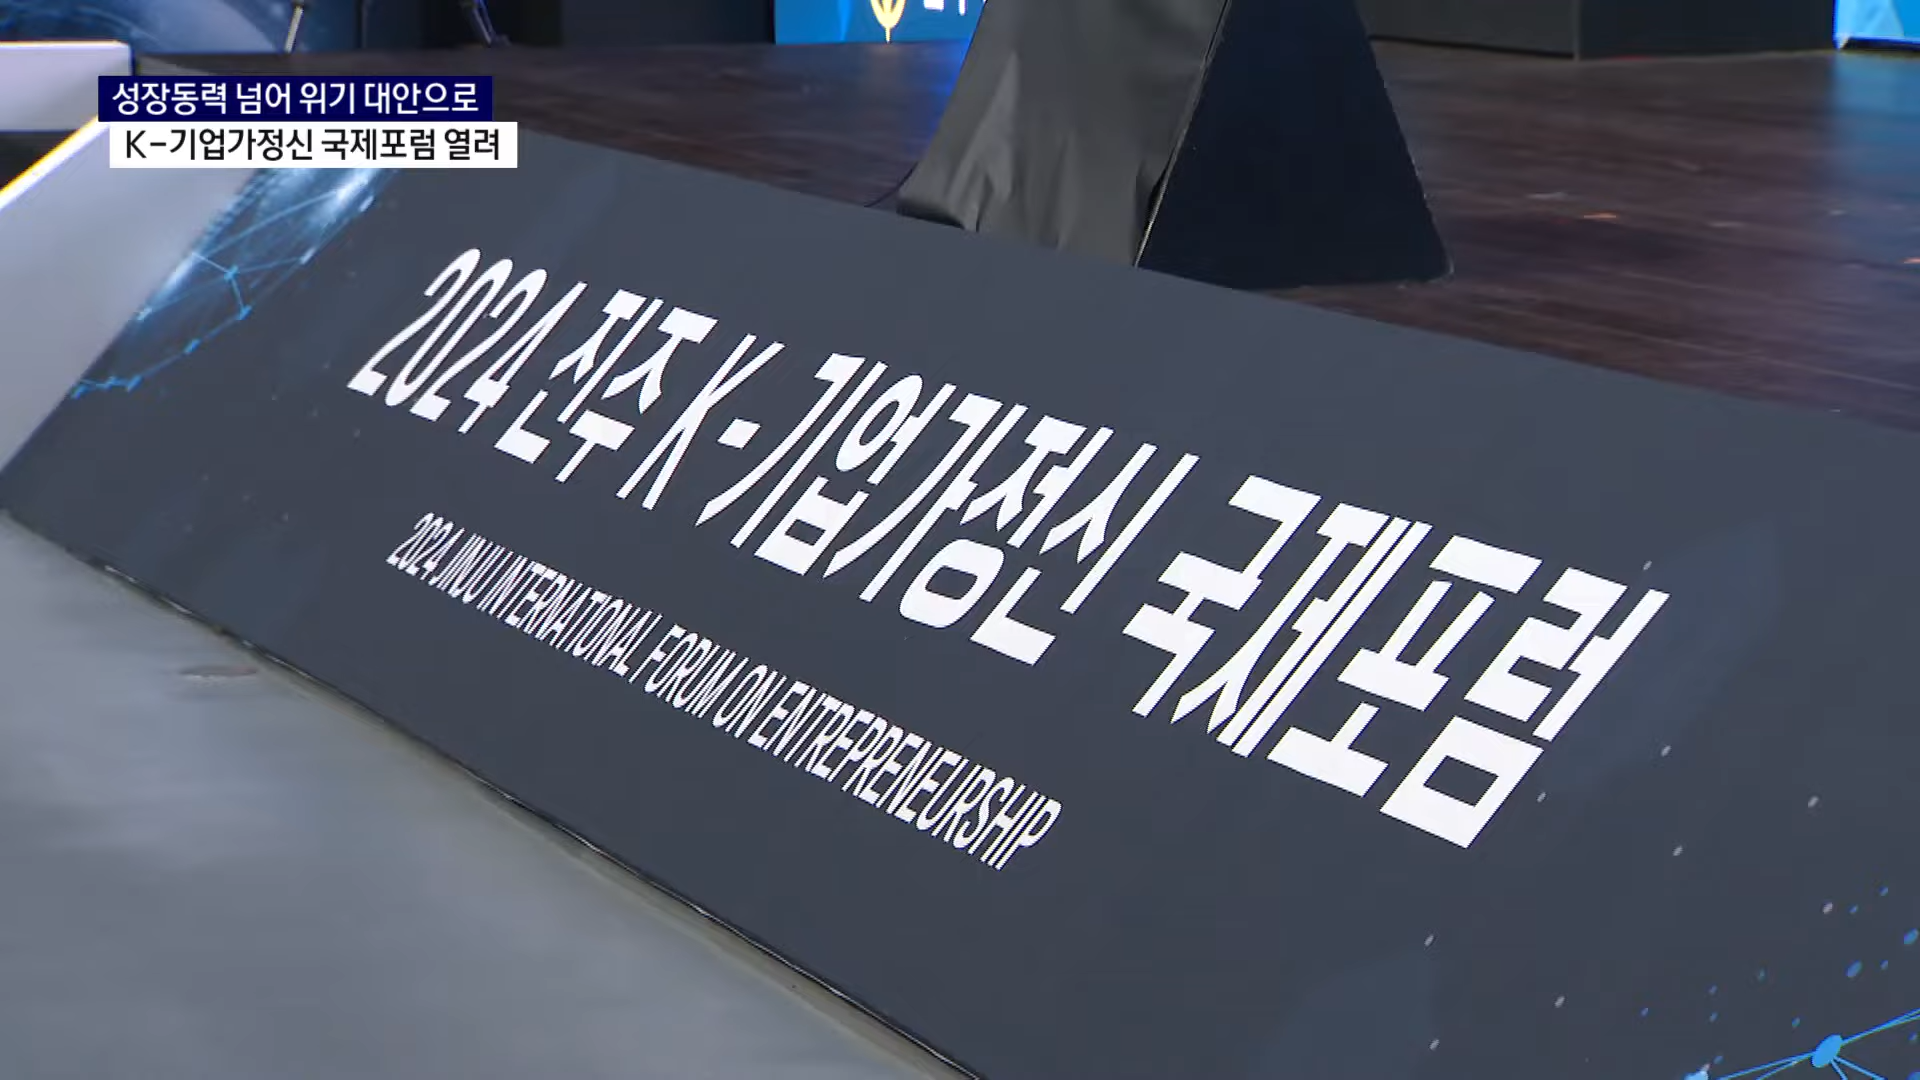 성장동력 넘어 위기 대안으로
K-기업가정신 국제포럼 열려
2024 진주 K-기업가정신 국제포럼
2024 JINJU INTERNATIONAL FORUM ON ENTREPRENEURSHIP